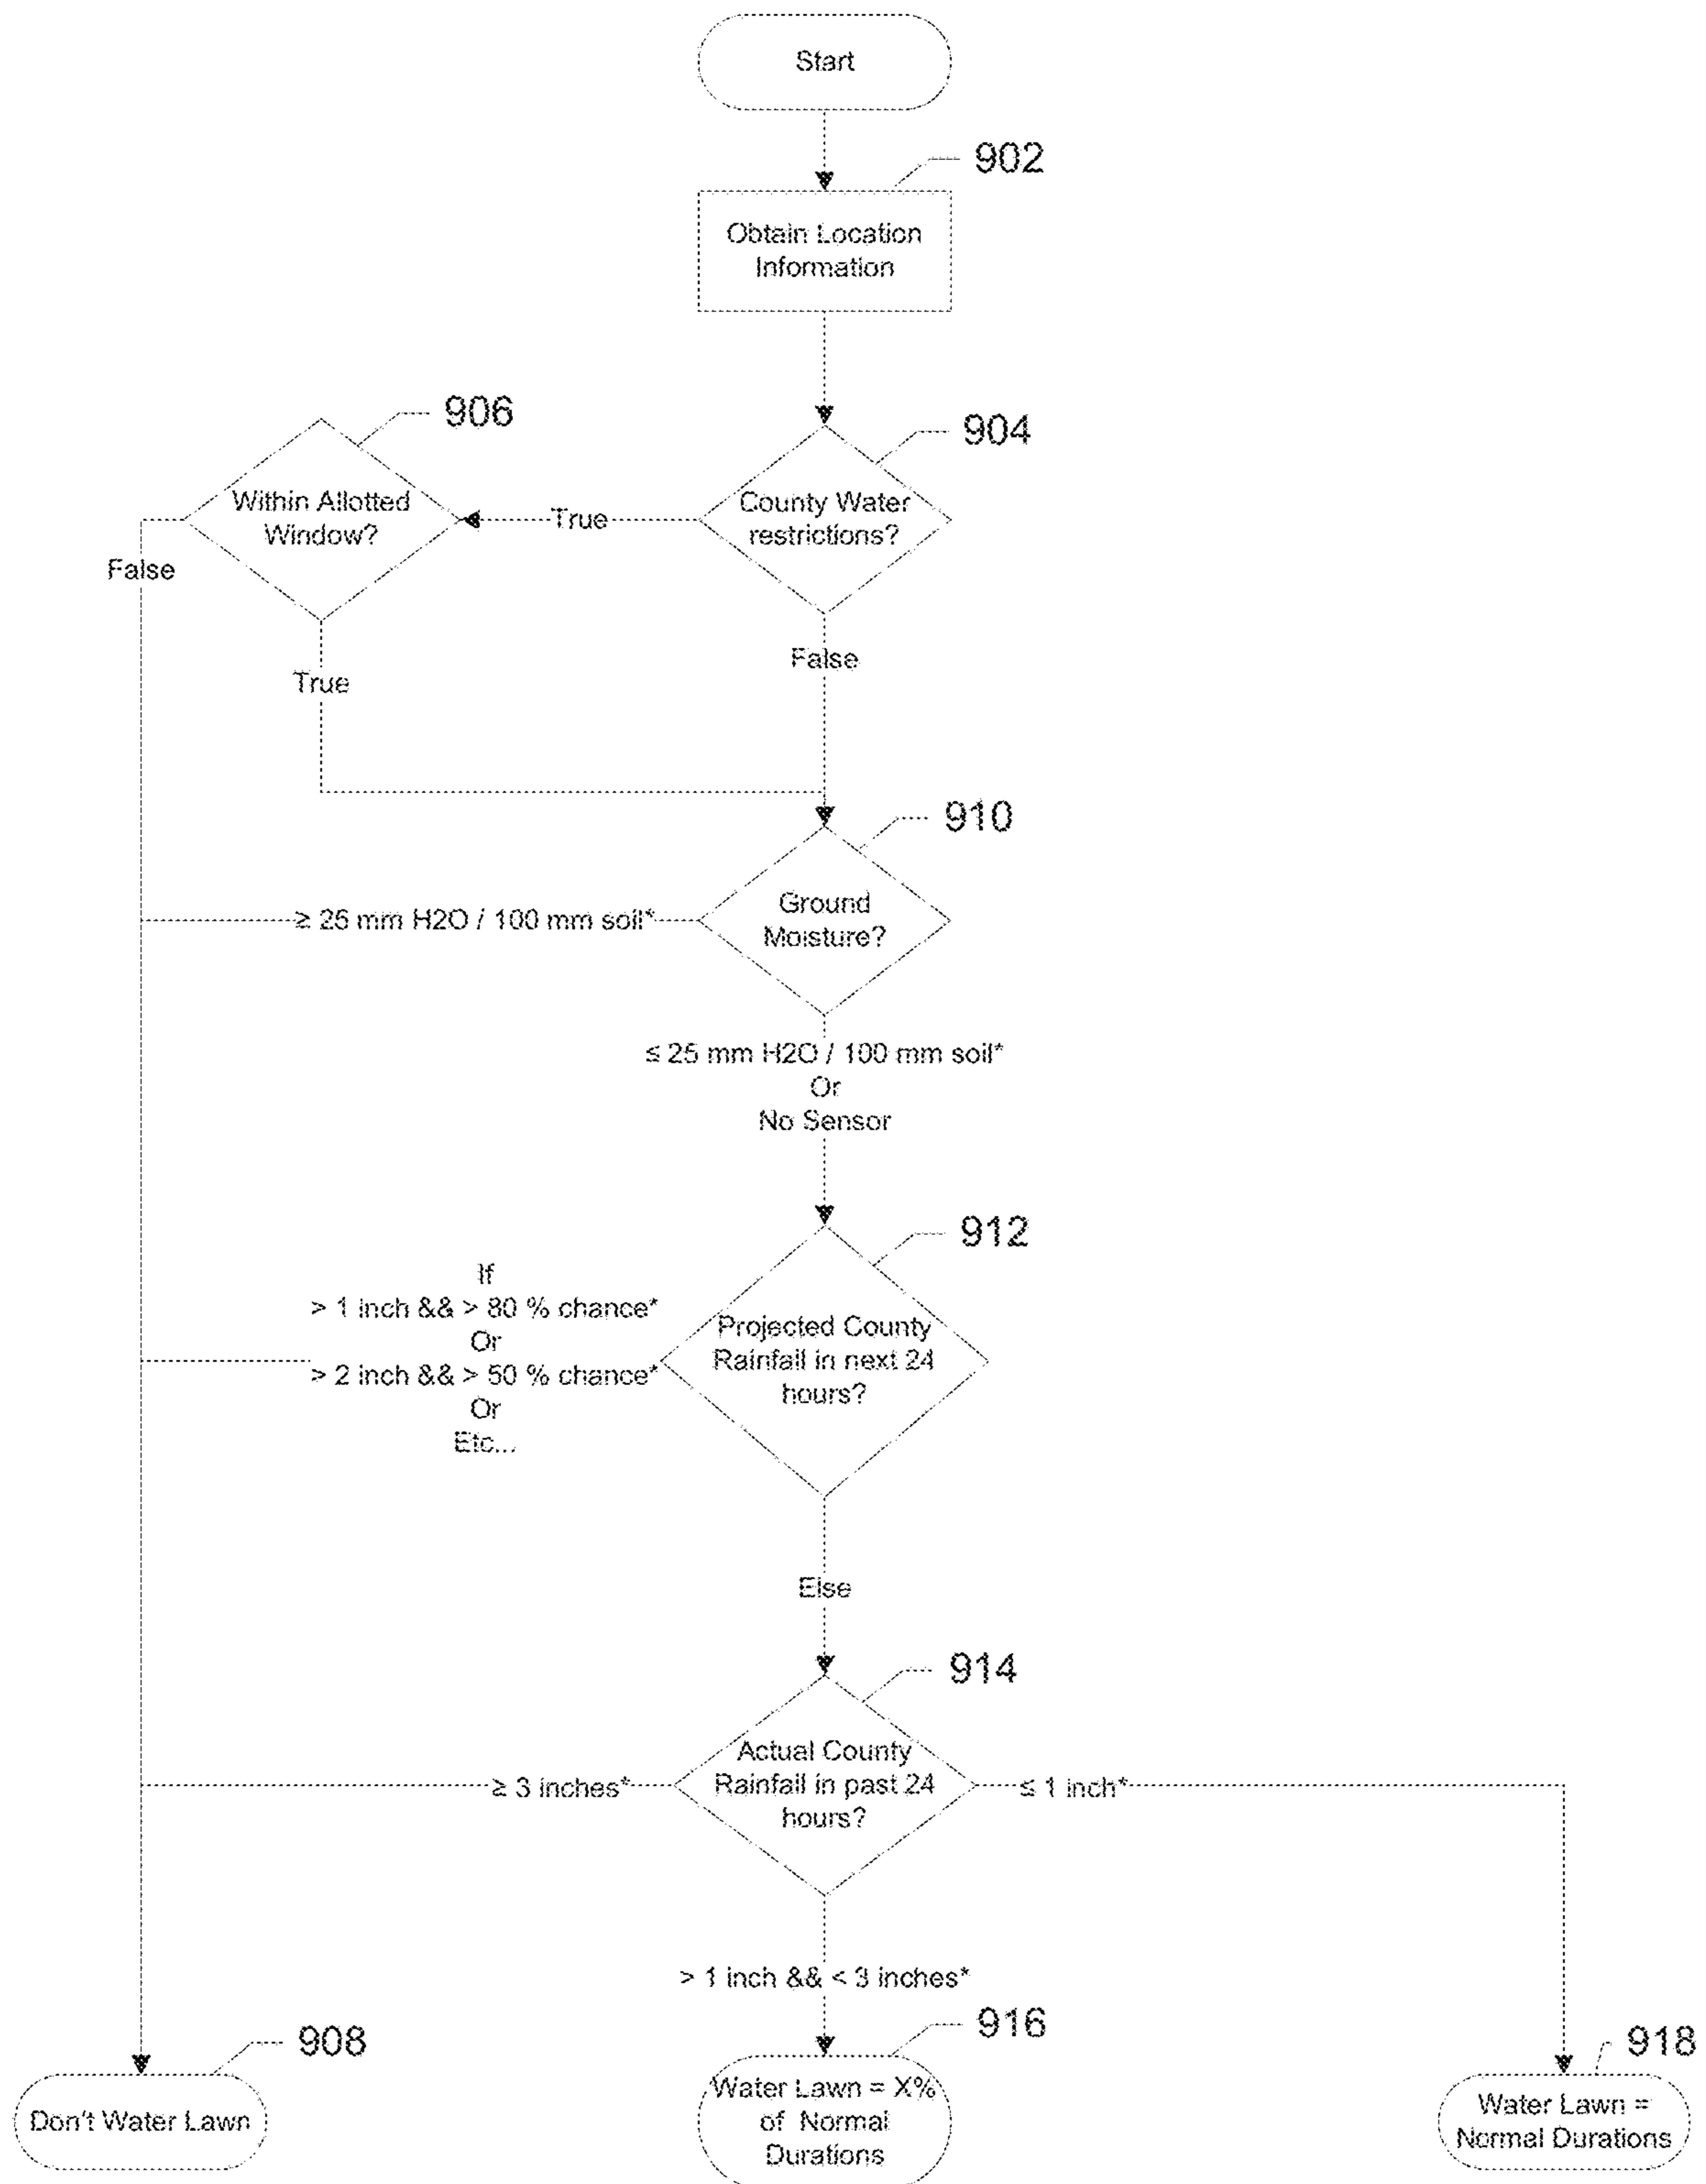 Start
902
Obtain Location
Information
906
904
Within Allotted
Window?
True
County Water
restrictions?
False
False
True
910
≥ 25 mm H2O / 100 mm soil*
Ground
Moisture?
≤ 25 mm H2O / 100 mm soil*
Or
No Sensor
912
If
> 1 inch && > 80 % chance*
Or
> 2 inch && > 50 % chance*
Or
Etc...
Projected County
Rainfall in next 24
hours?
Else
914
≥ 3 inches*
Actual County
Rainfall in past 24
hours?
≤ 1 inch*
> 1 inch && < 3 inches*
908
916
918
Don't Water Lawn
Water Lawn = X%
of Normal
Durations
Water Lawn =
Normal Durations